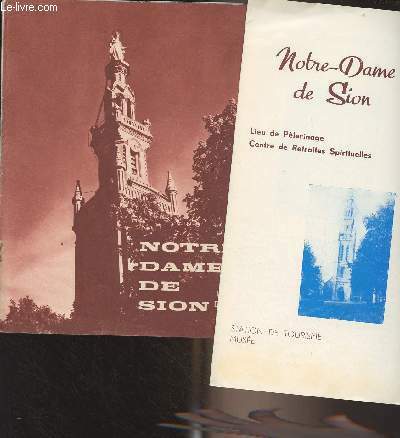 © le-livre.com
NOTRE
DAME
DE
SION
Notre-Dame
de Sion
Lieu de Pèlerinage
Centre de Retraites Spirituelles
STATION DE TOURISME
MUSÉE